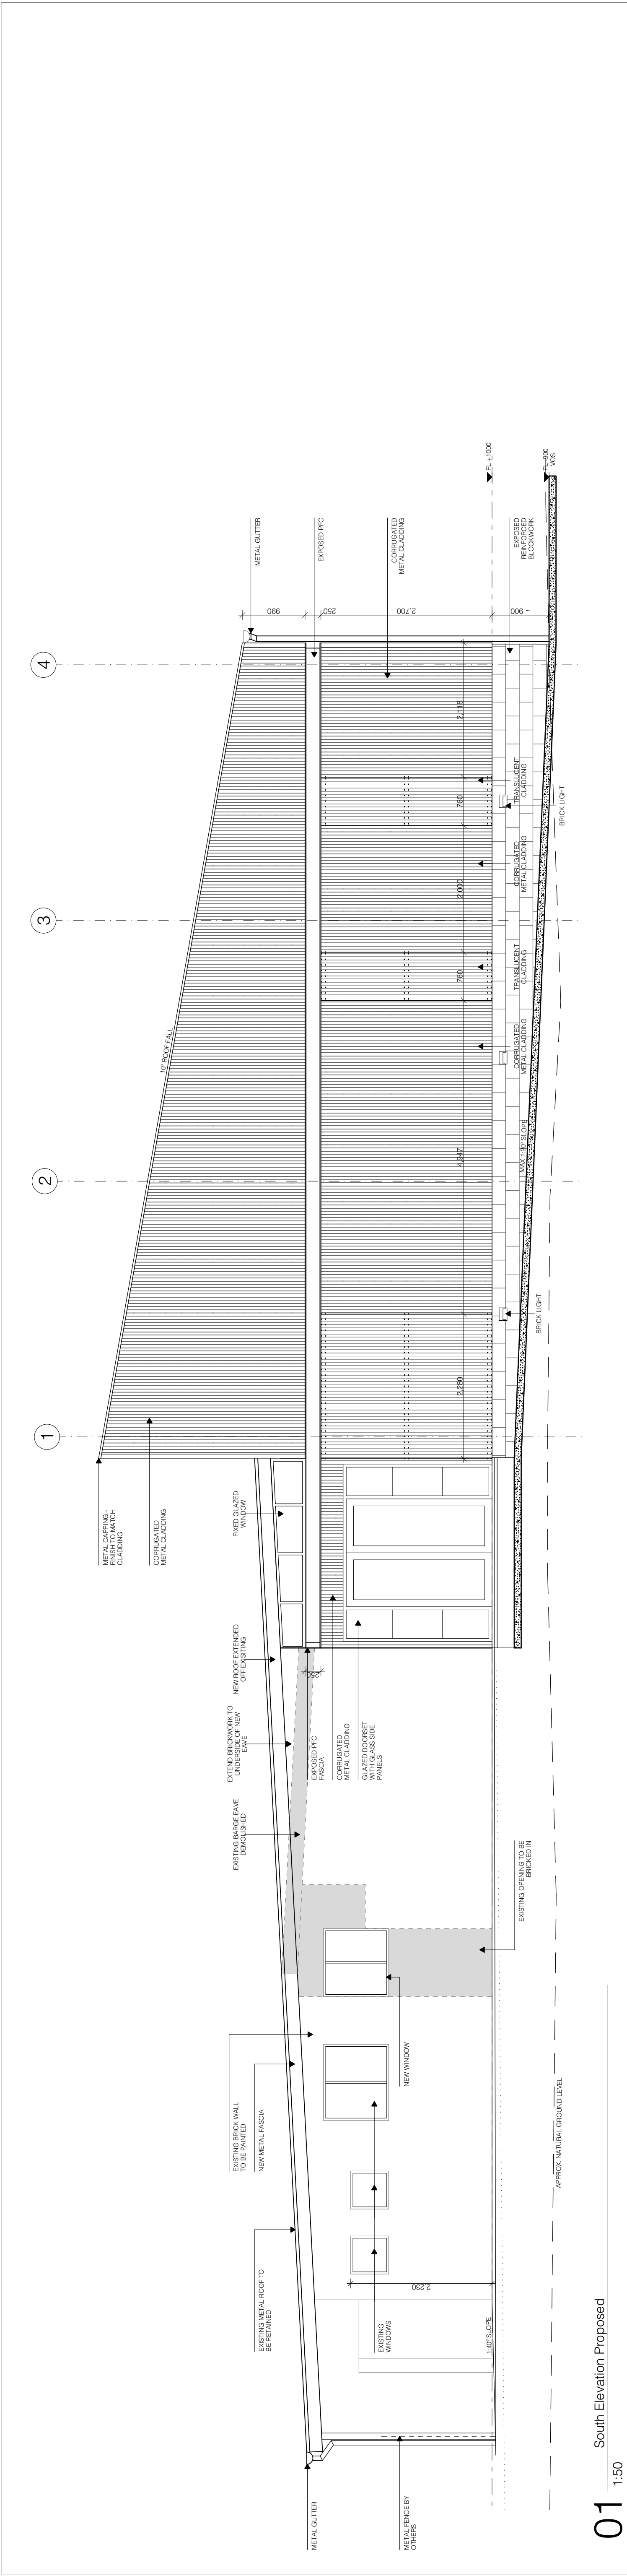 4
3
2
1
METAL GUTTER
EXPOSED PFC
CORRUGATED
METAL CLADDING
EXPOSED
REINFORCED
BLOCKWORK
FL +1000
FL -900
VOS
990
250
2,700
~ 900
2,118
760
2,000
760
4,947
2,280
10° ROOF FALL
TRANSLUCENT
CLADDING
CORRUGATED
METAL CLADDING
TRANSLUCENT
CLADDING
CORRUGATED
METAL CLADDING
BRICK LIGHT
MAX 1:20° SLOPE
BRICK LIGHT
METAL CAPPING -
FINISH TO MATCH
CLADDING
CORRUGATED
METAL CLADDING
FIXED GLAZED
WINDOW
NEW ROOF EXTENDED
OFF EXISITING
EXTEND BRICKWORK TO
UNDERSIDE OF NEW
EAVE
EXISTING BARGE EAVE
DEMOLISHED
250
EXPOSED PFC
FASCIA
CORRUGATED
METAL CLADDING
GLAZED DOORSET
WITH GLASS SIDE
PANELS
EXISTING OPENING TO BE
BRICKED IN
NEW WINDOW
EXISTING BRICK WALL
TO BE PAINTED
NEW METAL FASCIA
EXISTING METAL ROOF TO
BE RETAINED
2,230
EXISTING
WINDOWS
1:40° SLOPE
APPROX. NATURAL GROUND LEVEL
METAL GUTTER
METAL FENCE BY
OTHERS
01
South Elevation Proposed
1:50